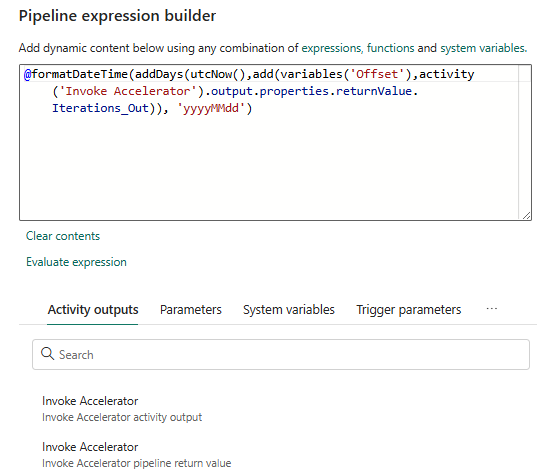 Pipeline expression builder
Add dynamic content below using any combination of expressions, functions and system variables.
@formatDateTime(addDays(utcNow(),add(variables('Offset'),activity
('Invoke Accelerator').output.properties.returnValue.
Iterations_Out)), 'yyyyMMdd')
Clear contents
Evaluate expression
Activity outputs Parameters System variables Trigger parameters ...
Search
Invoke Accelerator
Invoke Accelerator activity output
Invoke Accelerator
Invoke Accelerator pipeline return value